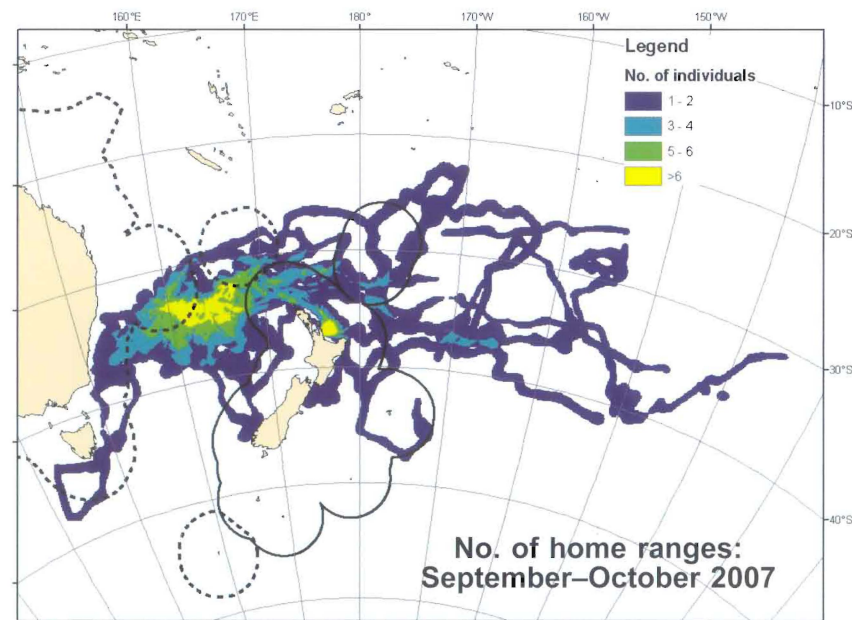 160°E 170°E 180° 170°W 160°W 150°W
Legend
No. of individuals
1 - 2
3 - 4
5 - 6
>6
10°S
20°S
30°S
40°S
No. of home ranges:
September–October 2007